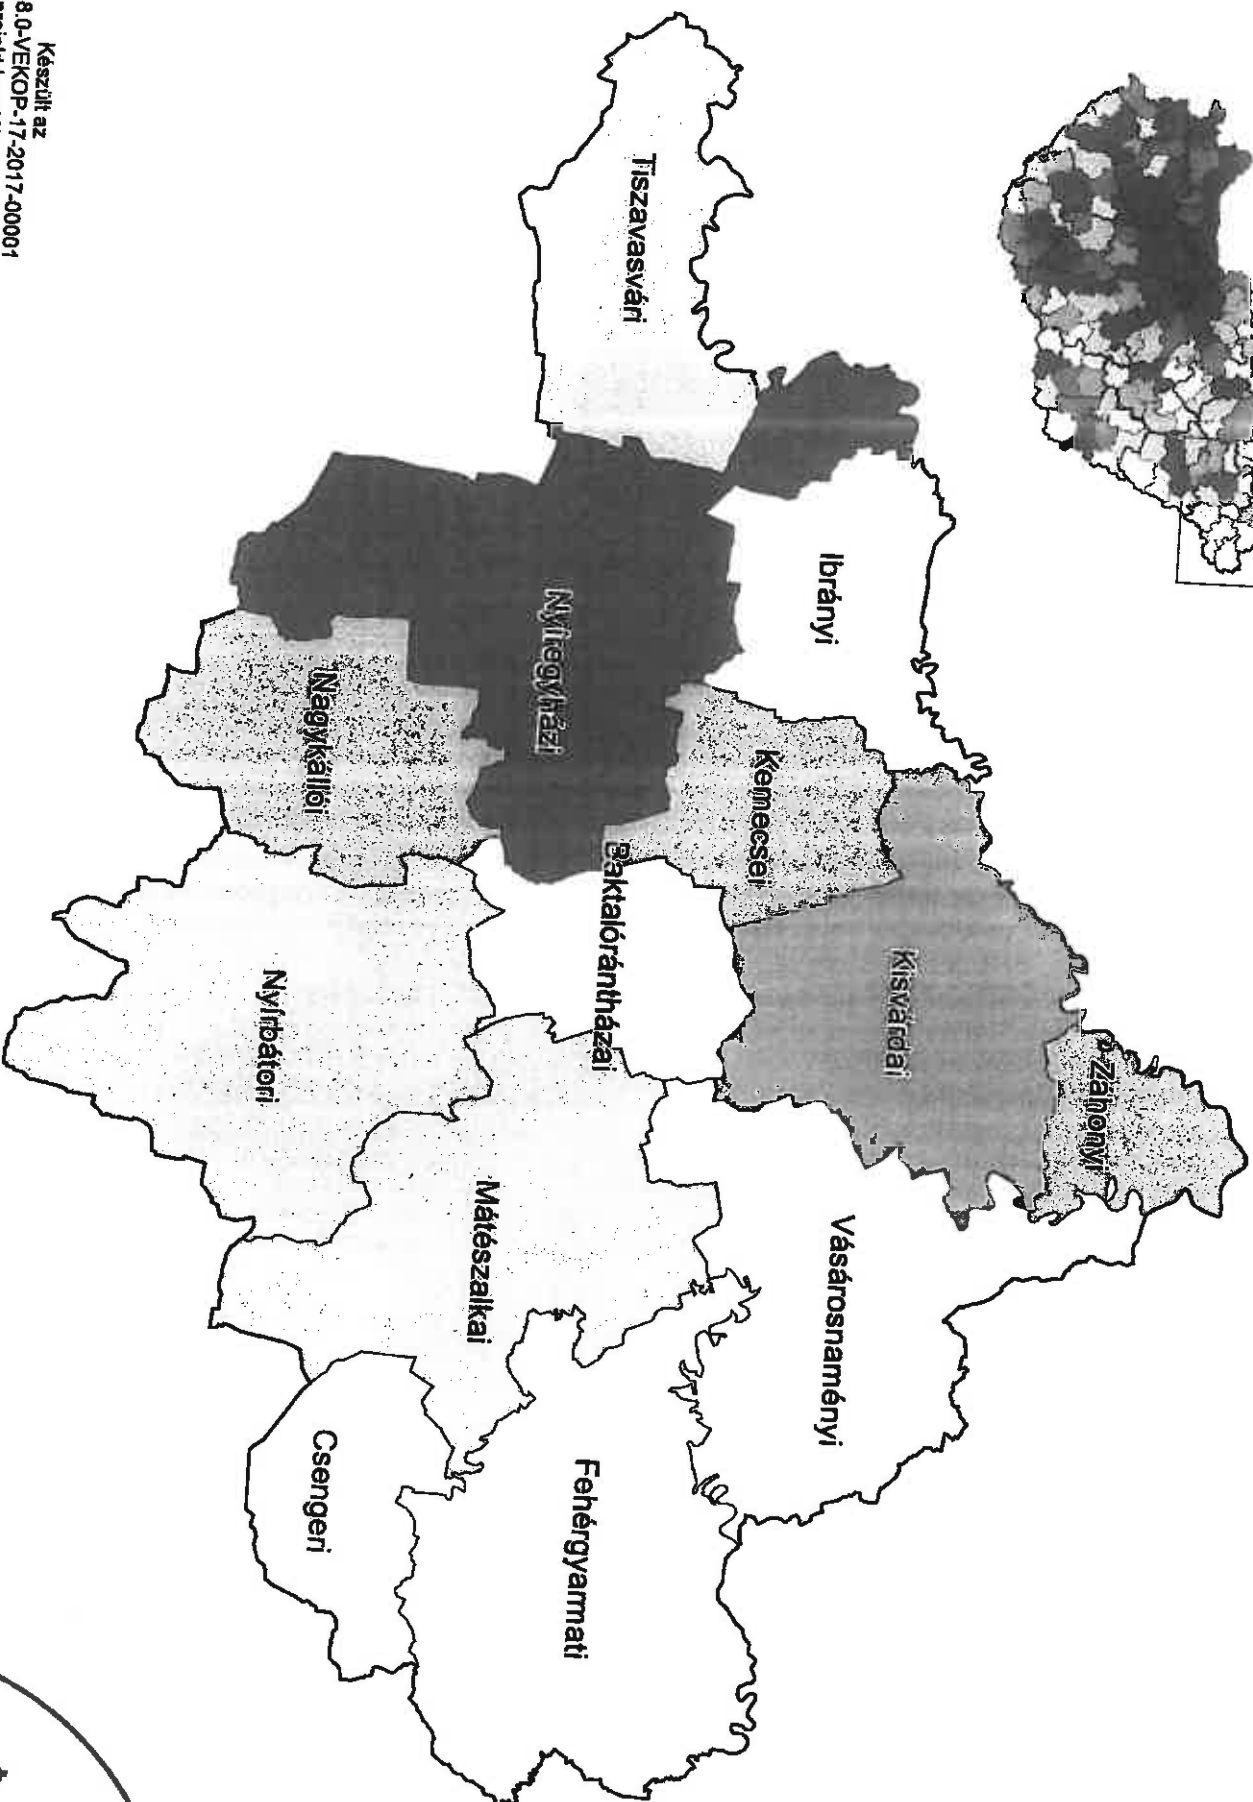 Készült az
8.0-VEKOP-17-2017-00001
Záhonyi
Kisvárdai
Vásárosnaményi
Ibrányi
Kemecsei
Tiszavasvári
Baktalórántházai
Nyíregyházi
Fehérgyarmati
Mátészalkai
Nagykállói
Nyírbátori
Csengeri